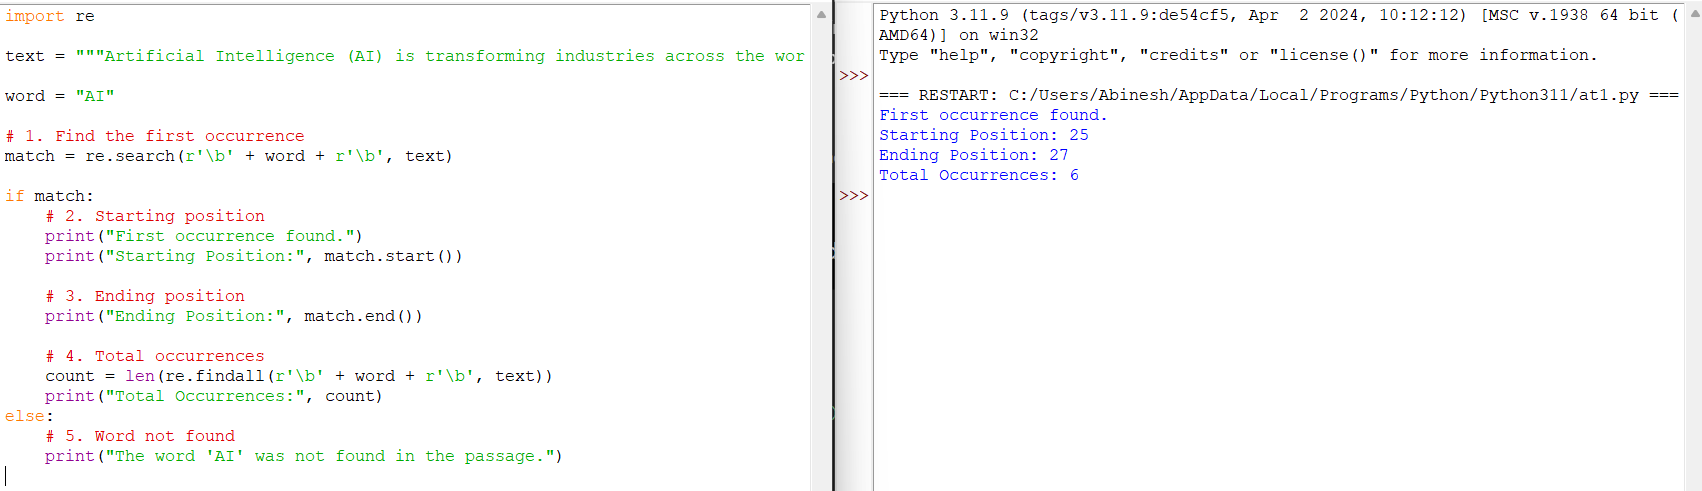 import re

text = """Artificial Intelligence (AI) is transforming industries across the wor

word = "AI"

# 1. Find the first occurrence
match = re.search(r'\b' + word + r'\b', text)

if match:
    # 2. Starting position
    print("First occurrence found.")
    print("Starting Position:", match.start())

    # 3. Ending position
    print("Ending Position:", match.end())

    # 4. Total occurrences
    count = len(re.findall(r'\b' + word + r'\b', text))
    print("Total Occurrences:", count)
else:
    # 5. Word not found
    print("The word 'AI' was not found in the passage.")

Python 3.11.9 (tags/v3.11.9:de54cf5, Apr  2 2024, 10:12:12) [MSC v.1938 64 bit (
AMD64)] on win32
Type "help", "copyright", "credits" or "license()" for more information.
>>>
=== RESTART: C:/Users/Abinesh/AppData/Local/Programs/Python/Python311/at1.py ===
First occurrence found.
Starting Position: 25
Ending Position: 27
Total Occurrences: 6
>>>